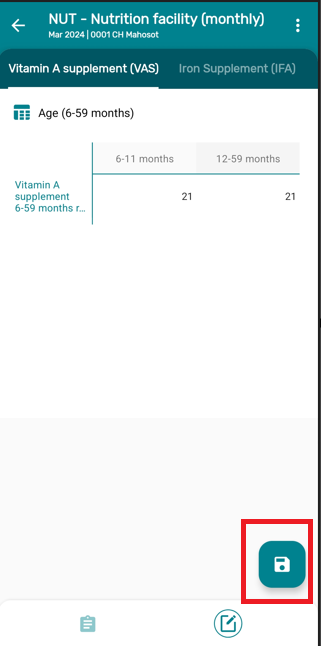 NUT - Nutrition facility (monthly)
Mar 2024 | 0001 CH Mahosot
Vitamin A supplement (VAS) Iron Supplement (IFA)
Age (6-59 months)
6-11 months 12-59 months
Vitamin A
supplement
6-59 months r... 21 21